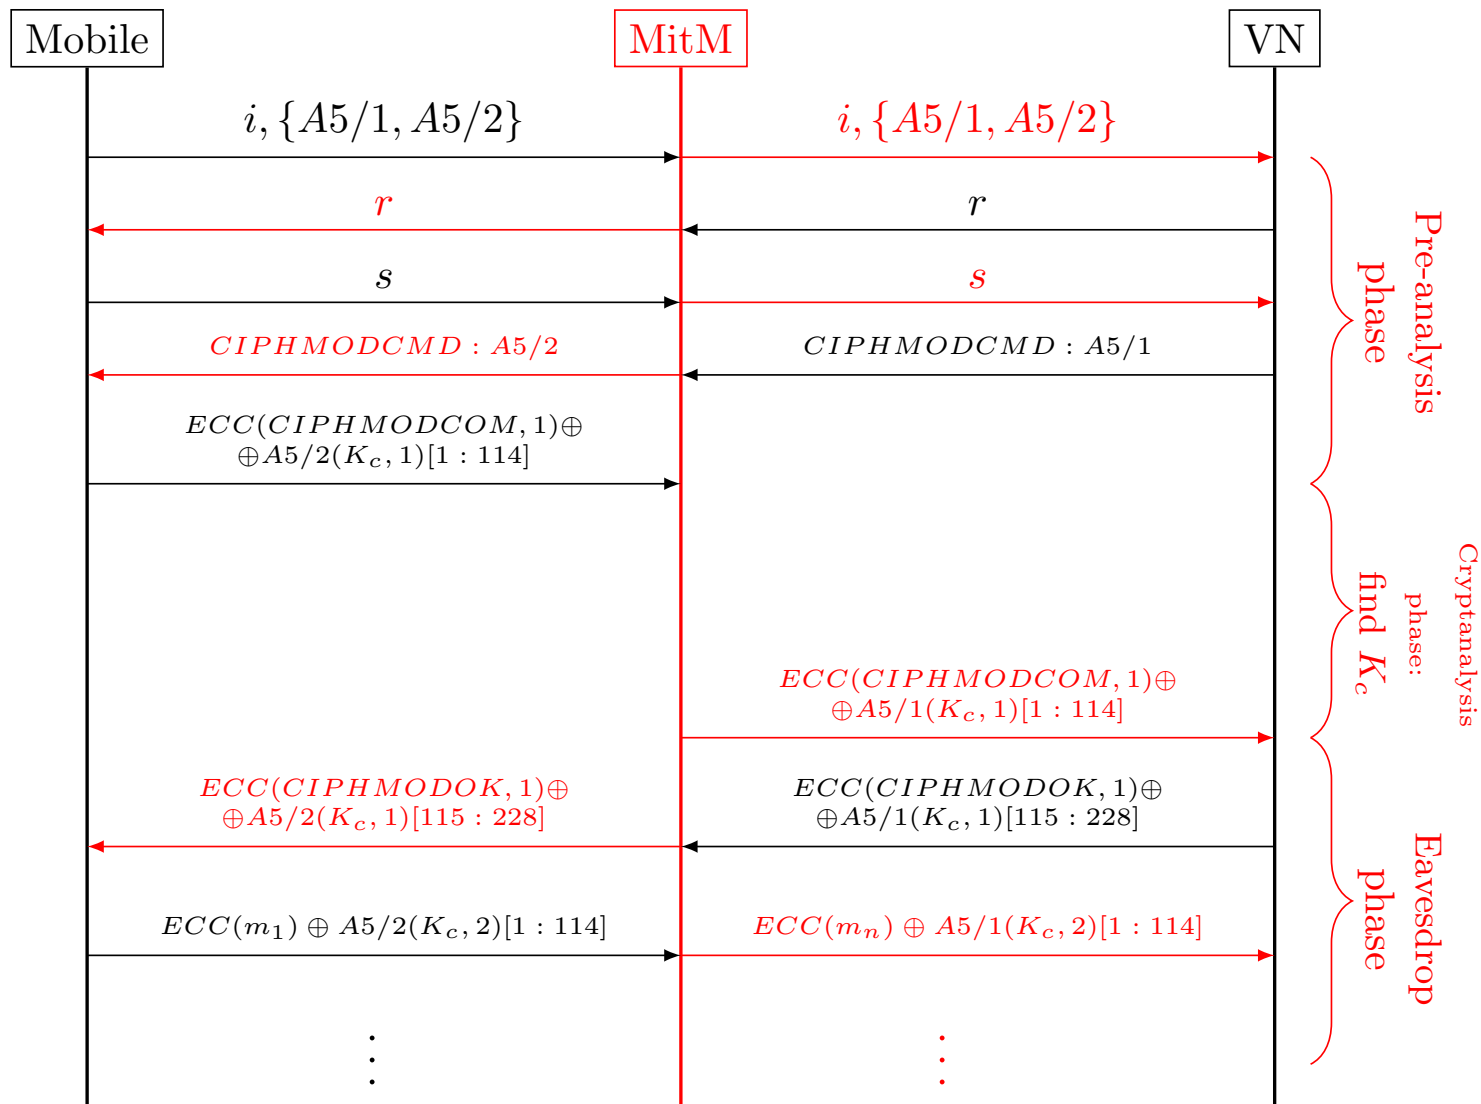 Mobile
MitM
VN
i, {A5/1, A5/2}
i, {A5/1, A5/2}
r
r
s
s
CIPHMODCMD : A5/2
CIPHMODCMD : A5/1
ECC(CIPHMODCOM, 1)⊕
⊕A5/2(K_c, 1)[1 : 114]
Pre-analysis
phase
ECC(CIPHMODCOM, 1)⊕
⊕A5/1(K_c, 1)[1 : 114]
Cryptanalysis
phase:
find K_c
ECC(CIPHMODOK, 1)⊕
⊕A5/2(K_c, 1)[115 : 228]
ECC(CIPHMODOK, 1)⊕
⊕A5/1(K_c, 1)[115 : 228]
ECC(m_1) ⊕ A5/2(K_c, 2)[1 : 114]
ECC(m_n) ⊕ A5/1(K_c, 2)[1 : 114]
Eavesdrop
phase
⋮
⋮